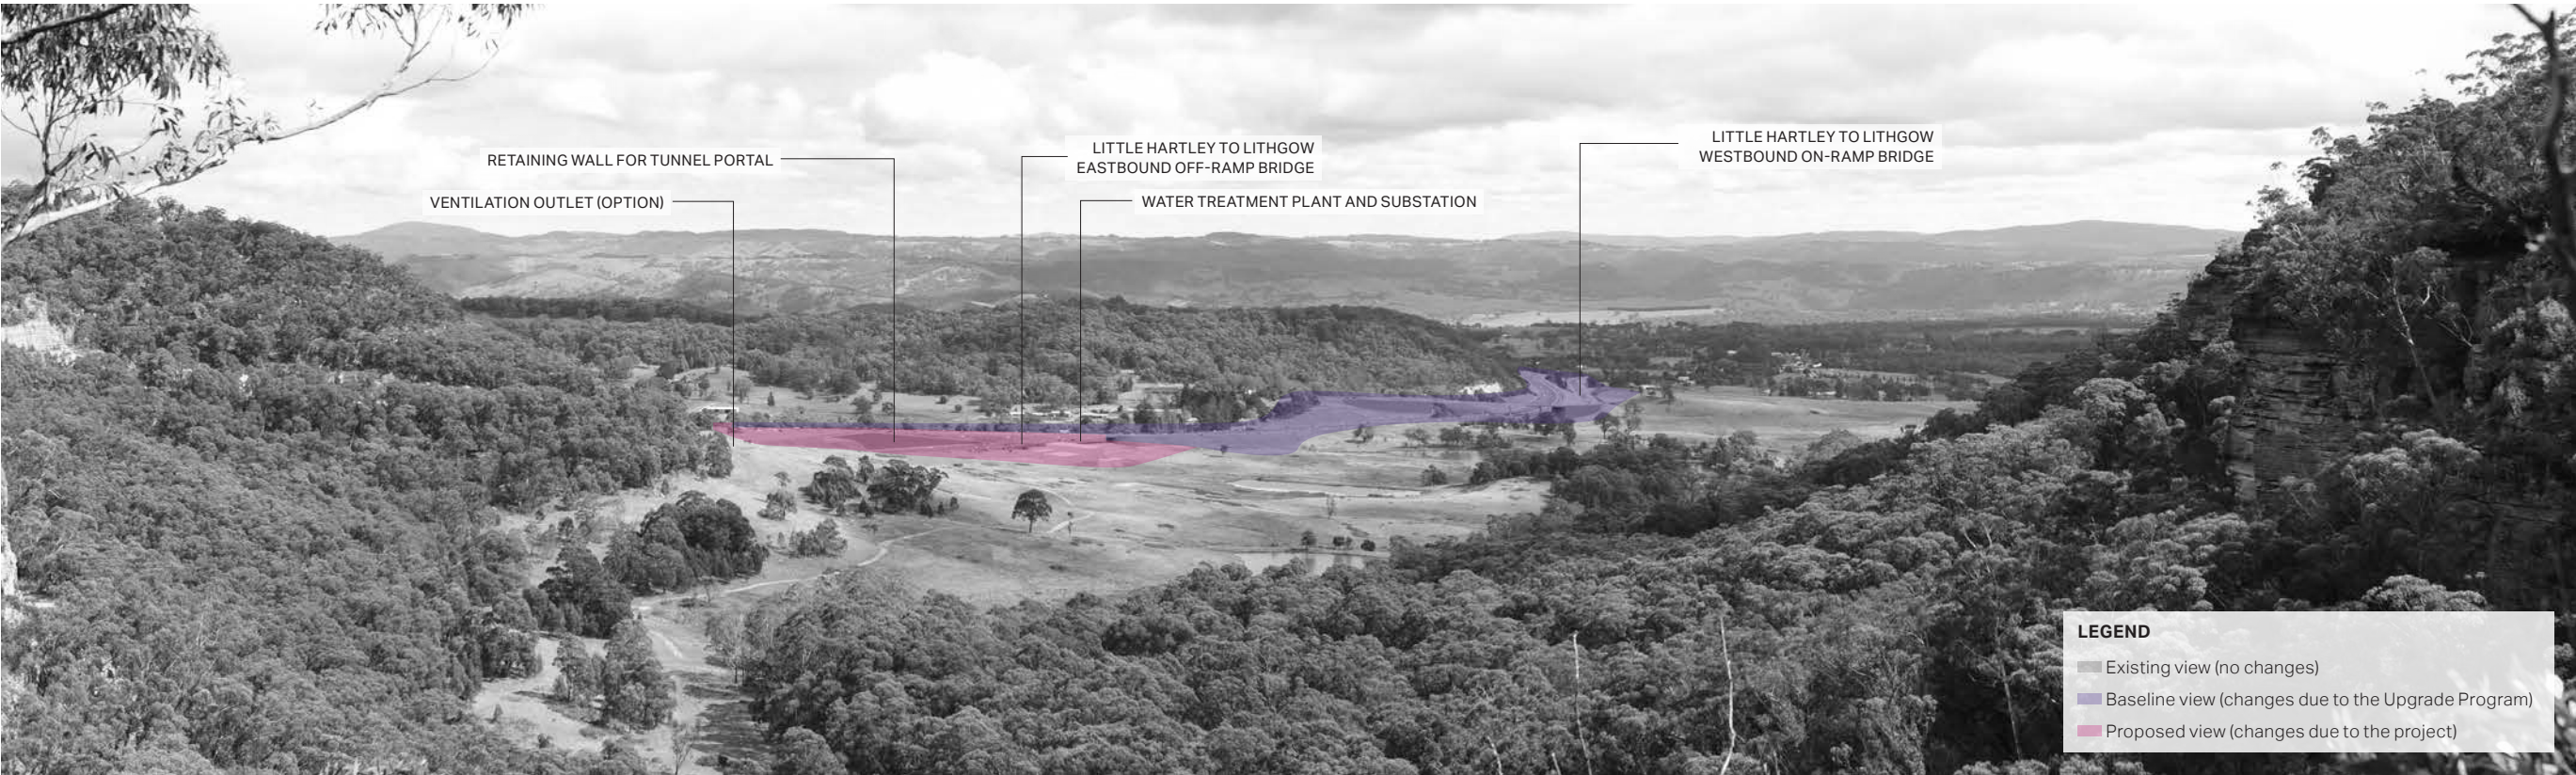 LITTLE HARTLEY TO LITHGOW
WESTBOUND ON-RAMP BRIDGE
LITTLE HARTLEY TO LITHGOW
EASTBOUND OFF-RAMP BRIDGE
RETAINING WALL FOR TUNNEL PORTAL
VENTILATION OUTLET (OPTION)
WATER TREATMENT PLANT AND SUBSTATION
LEGEND
Existing view (no changes)
Baseline view (changes due to the Upgrade Program)
Proposed view (changes due to the project)